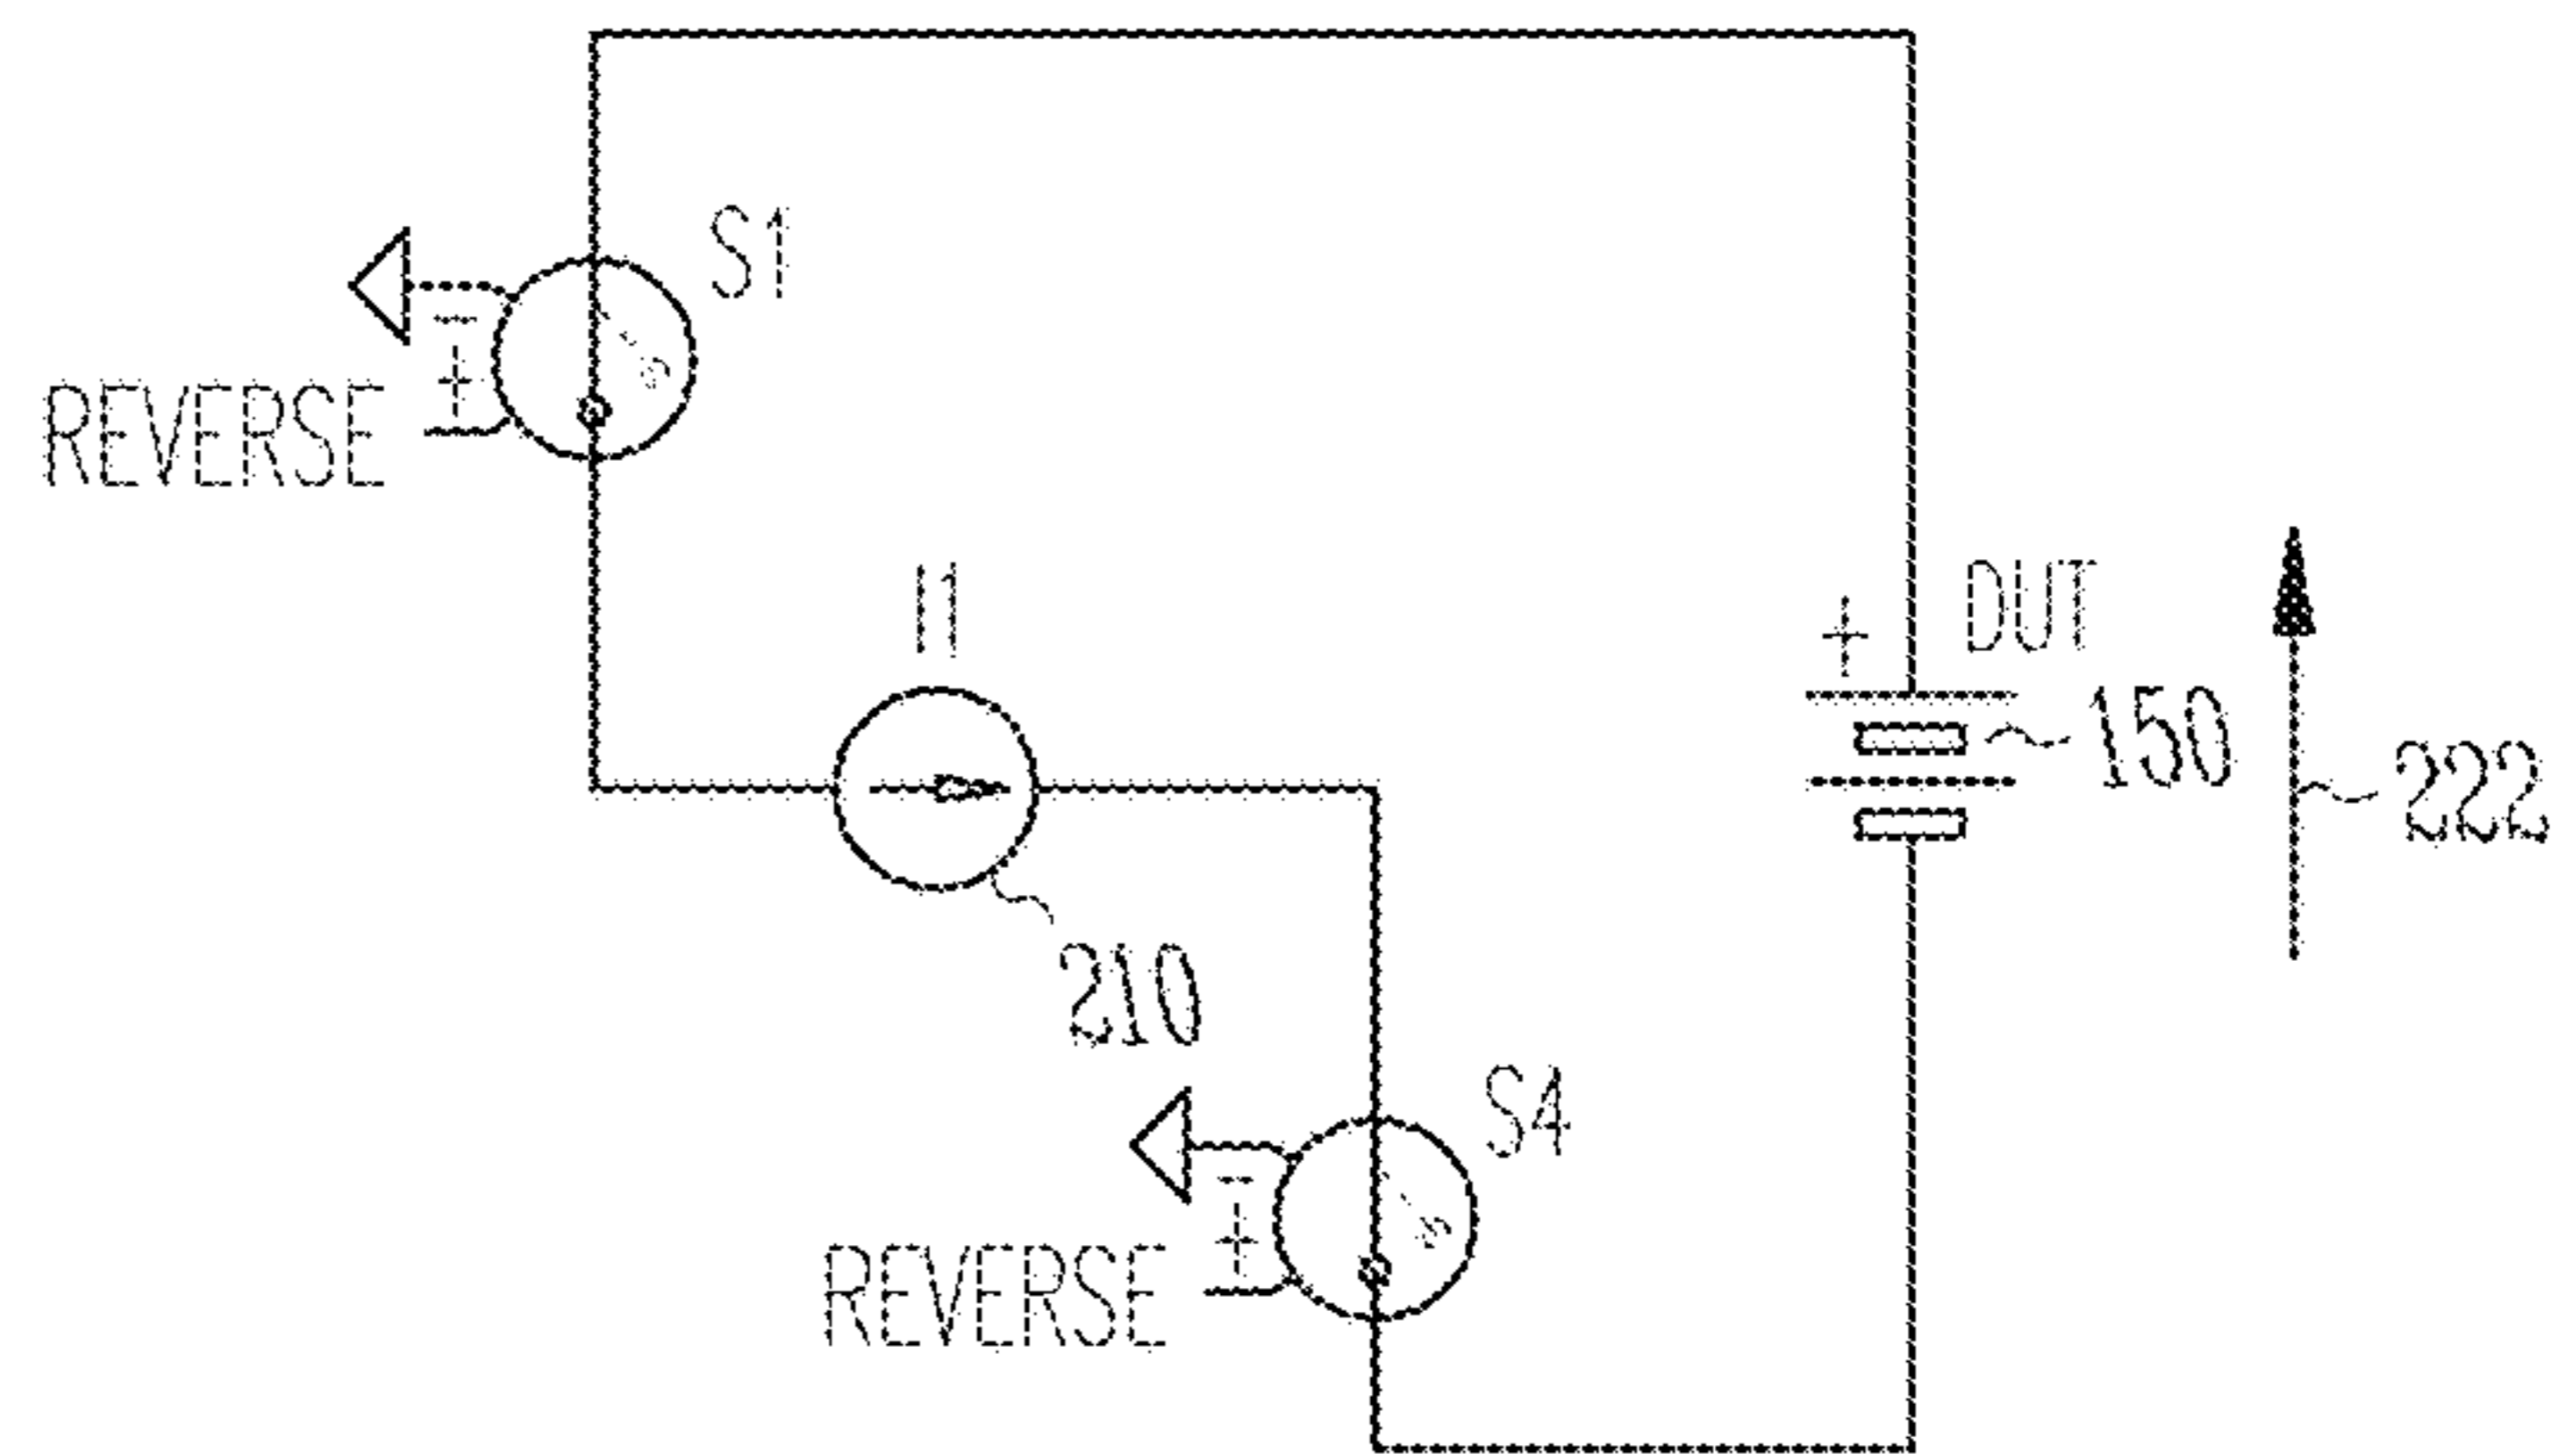 S1
- +
REVERSE
I1
+ DUT
150
222
210
S4
- +
REVERSE